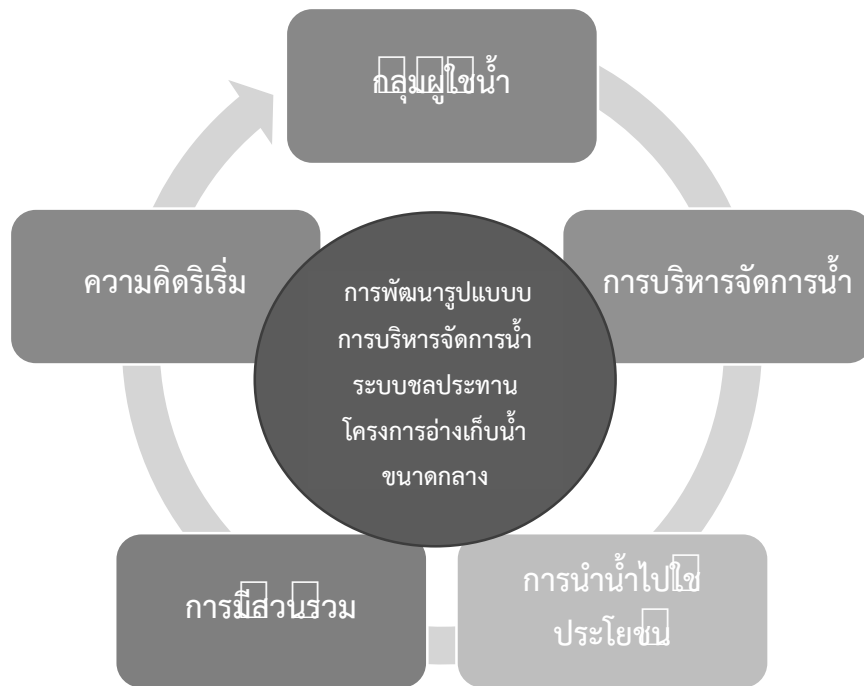 กลุมผูใชน้ำ
การบริหารจัดการน้ำ
การนำน้ำไปใช
ประโยชน
การมีสวนรวม
ความคิดริเริ่ม
การพัฒนารูปแบบบ
การบริหารจัดการน้ำ
ระบบชลประทาน
โครงการอ่างเก็บน้ำ
ขนาดกลาง